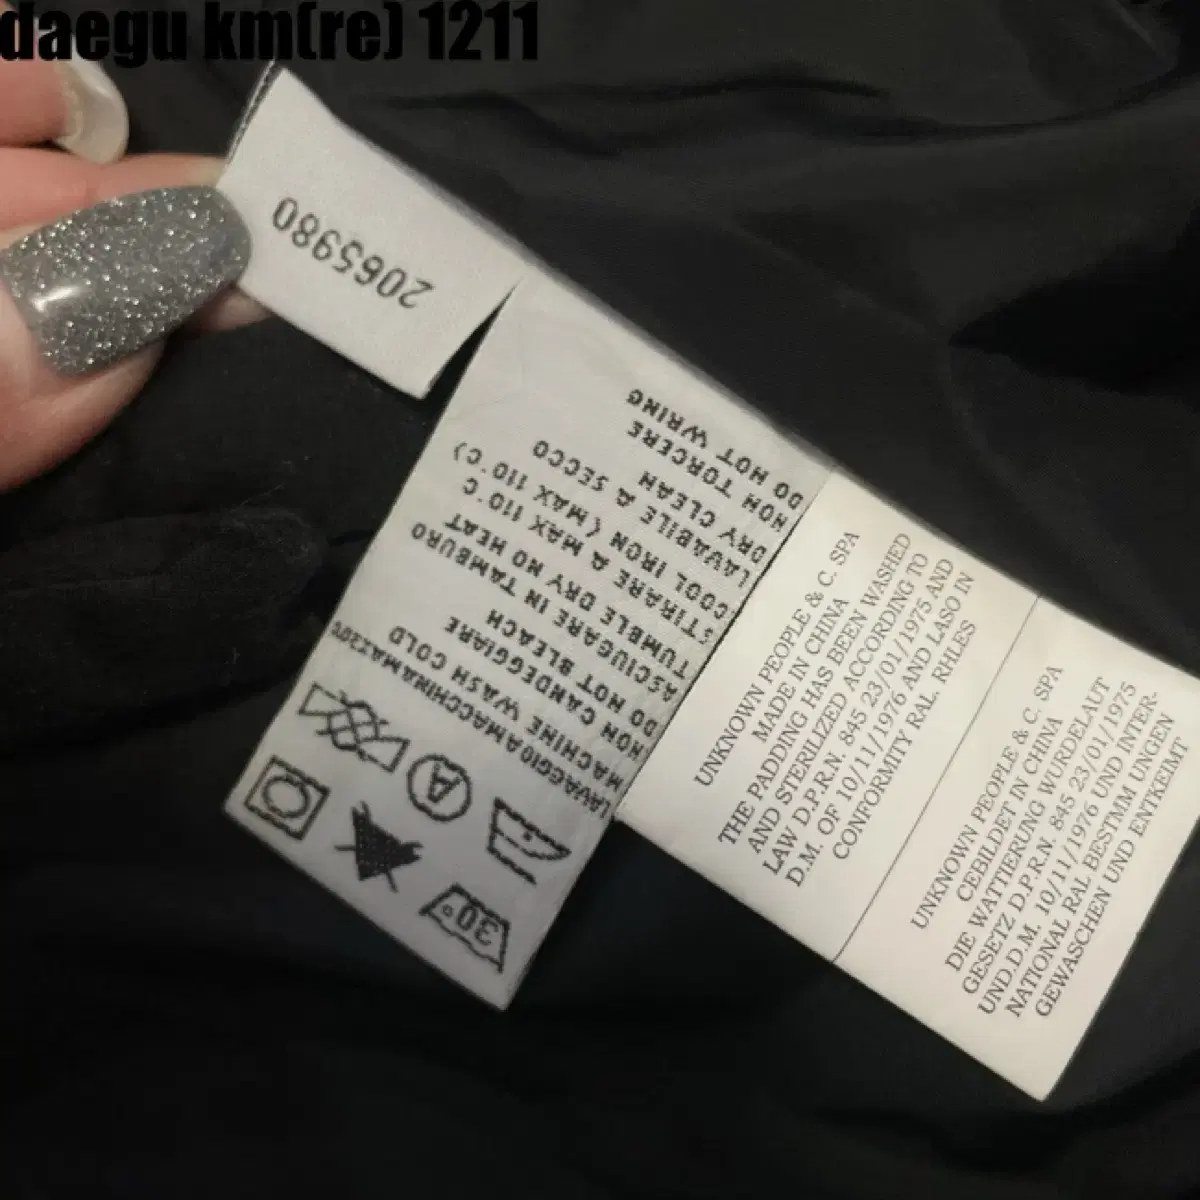 daegu km(re) 1211
2065980
DO NOT WRING
NON TORCERE
DRY CLEAN
LAVABILE A SECCO
COOL IRON (MAX 110°C)
STIRARE A MAX 110°C
TUMBLE DRY NO HEAT
ASCIUGARE IN TAMBURO
DO NOT BLEACH
NON CANDEGGIARE
MACHINE WASH COLD
LAVAGGIOAMACCHINAMAX30°C
A
30°
UNKNOWN PEOPLE & C. SPA
MADE IN CHINA
THE PADDING HAS BEEN WASHED
AND STERILIZED ACCORDING TO
LAW D.P.R.N. 845 23/01/1975 AND
D.M. OF 10/11/1976 AND LASO IN
CONFORMITY RAL. RHLES
UNKNOWN PEOPLE & C. SPA
CEBILDET IN CHINA
DIE WATTIERUNG WURDELAUT
GESETZ D.P.R.N. 845 23/01/1975
UND.D.M. 10/11/1976 UND INTER-
NATIONAL RAL BESTMM UNGEN
GEWASCHEN UND ENTKEIMT